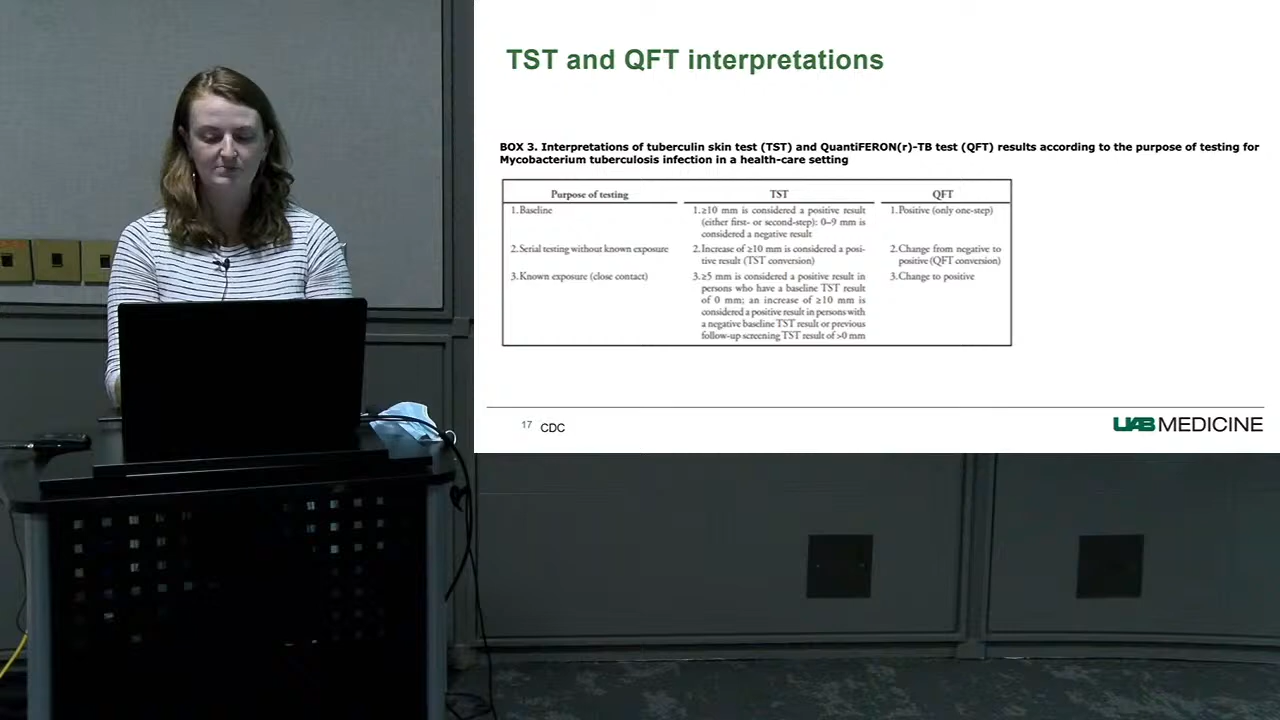 TST and QFT interpretations
BOX 3. Interpretations of tuberculin skin test (TST) and QuantiFERON(r)-TB test (QFT) results according to the purpose of testing for
Mycobacterium tuberculosis infection in a health-care setting
Purpose of testing
TST
QFT
1. Baseline
1. ≥10 mm is considered a positive result
(either first- or second-step): 0–9 mm is
considered a negative result
1. Positive (only one-step)
2. Serial testing without known exposure
2. Increase of ≥10 mm is considered a posi-
tive result (TST conversion)
2. Change from negative to
positive (QFT conversion)
3. Known exposure (close contact)
3. ≥5 mm is considered a positive result in
persons who have a baseline TST result
of 0 mm; an increase of ≥10 mm is
considered a positive result in persons with
a negative baseline TST result or previous
follow-up screening TST result of >0 mm
3. Change to positive
17 CDC
UAB MEDICINE